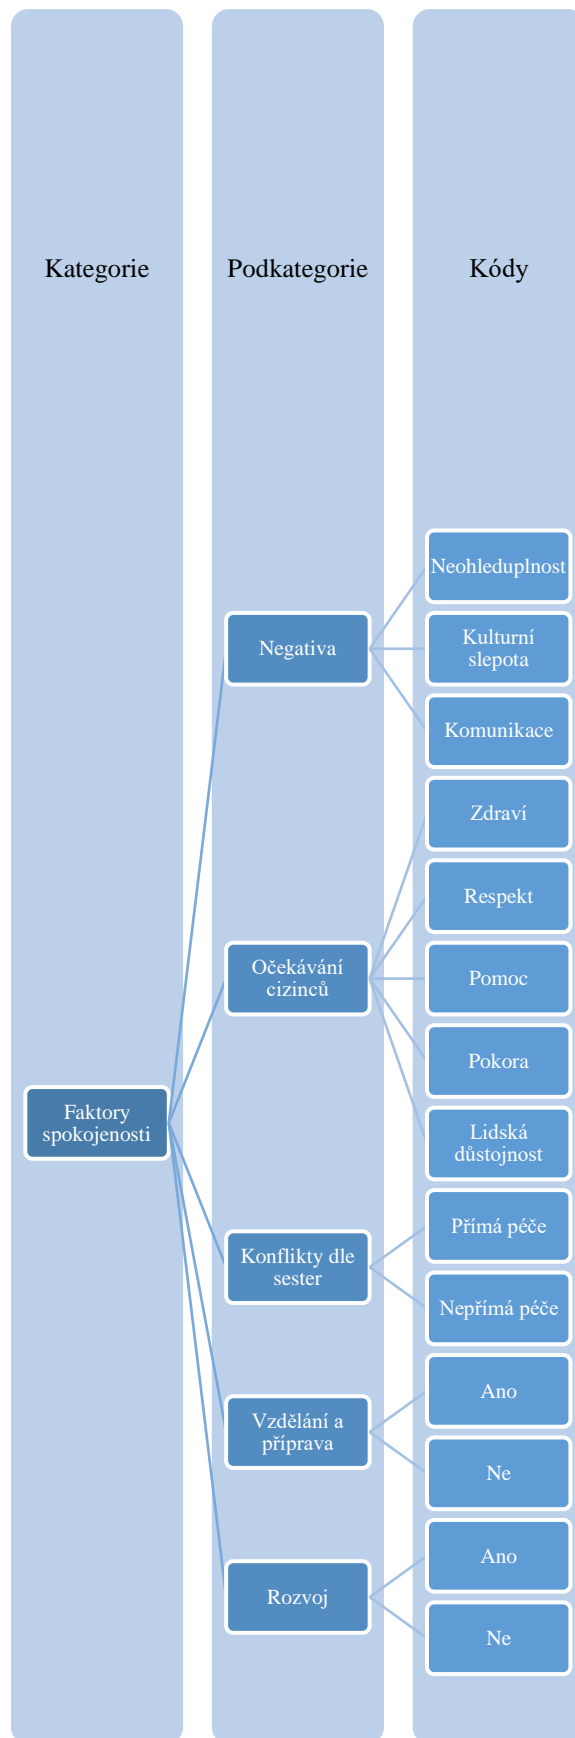 Kategorie
Podkategorie
Kódy
Faktory
spokojenosti
Negativa
Neohleduplnost
Kulturní
slepota
Komunikace
Očekávání
cizinců
Zdraví
Respekt
Pomoc
Pokora
Lidská
důstojnost
Konflikty dle
sester
Přímá péče
Nepřímá péče
Vzdělání a
příprava
Ano
Ne
Rozvoj
Ano
Ne